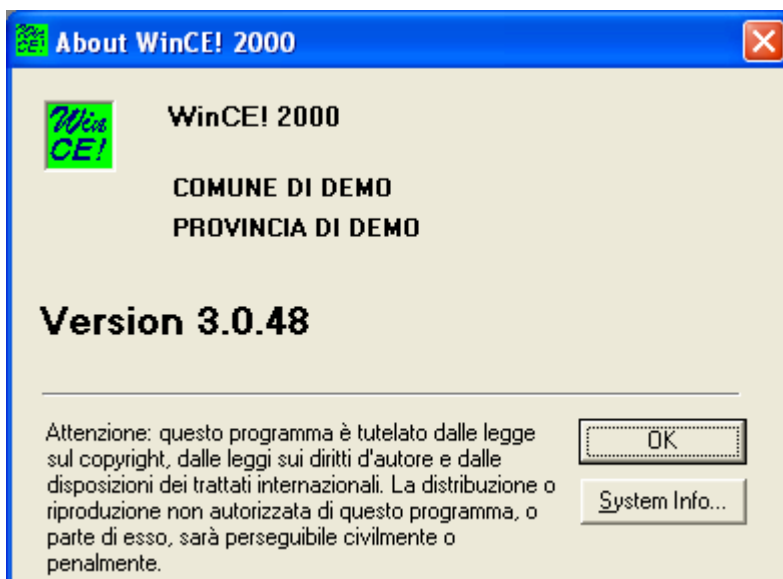 About WinCE! 2000
Win
CE!
WinCE! 2000
COMUNE DI DEMO
PROVINCIA DI DEMO
Version 3.0.48
Attenzione: questo programma è tutelato dalle legge
sul copyright, dalle leggi sui diritti d'autore e dalle
disposizioni dei trattati internazionali. La distribuzione o
riproduzione non autorizzata di questo programma, o
parte di esso, sarà perseguibile civilmente o
penalmente.
OK
System Info...